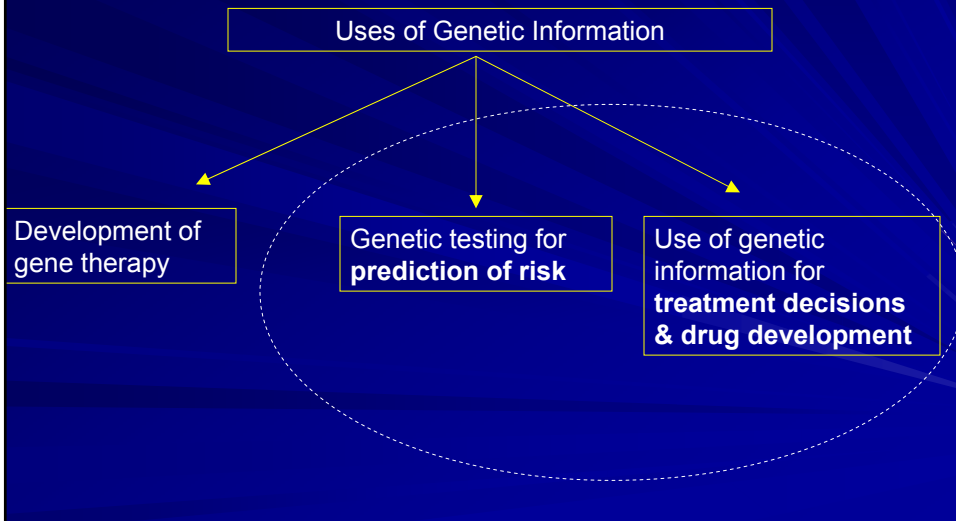 Uses of Genetic Information
Development of
gene therapy
Genetic testing for
prediction of risk
Use of genetic
information for
treatment decisions
& drug development